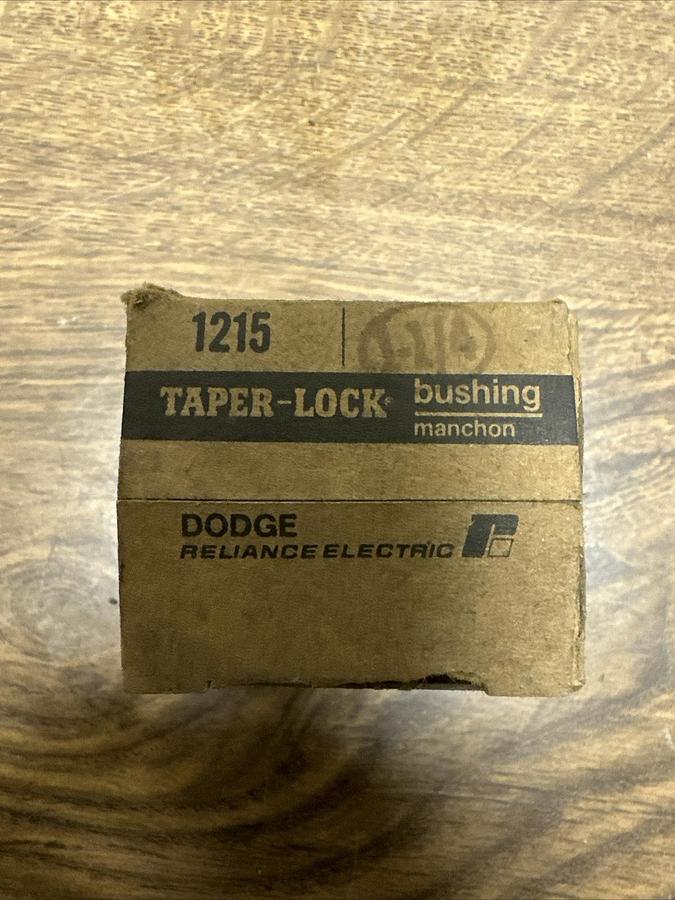 1215
TAPER-LOCK® bushing
manchon
DODGE
RELIANCE ELECTRIC